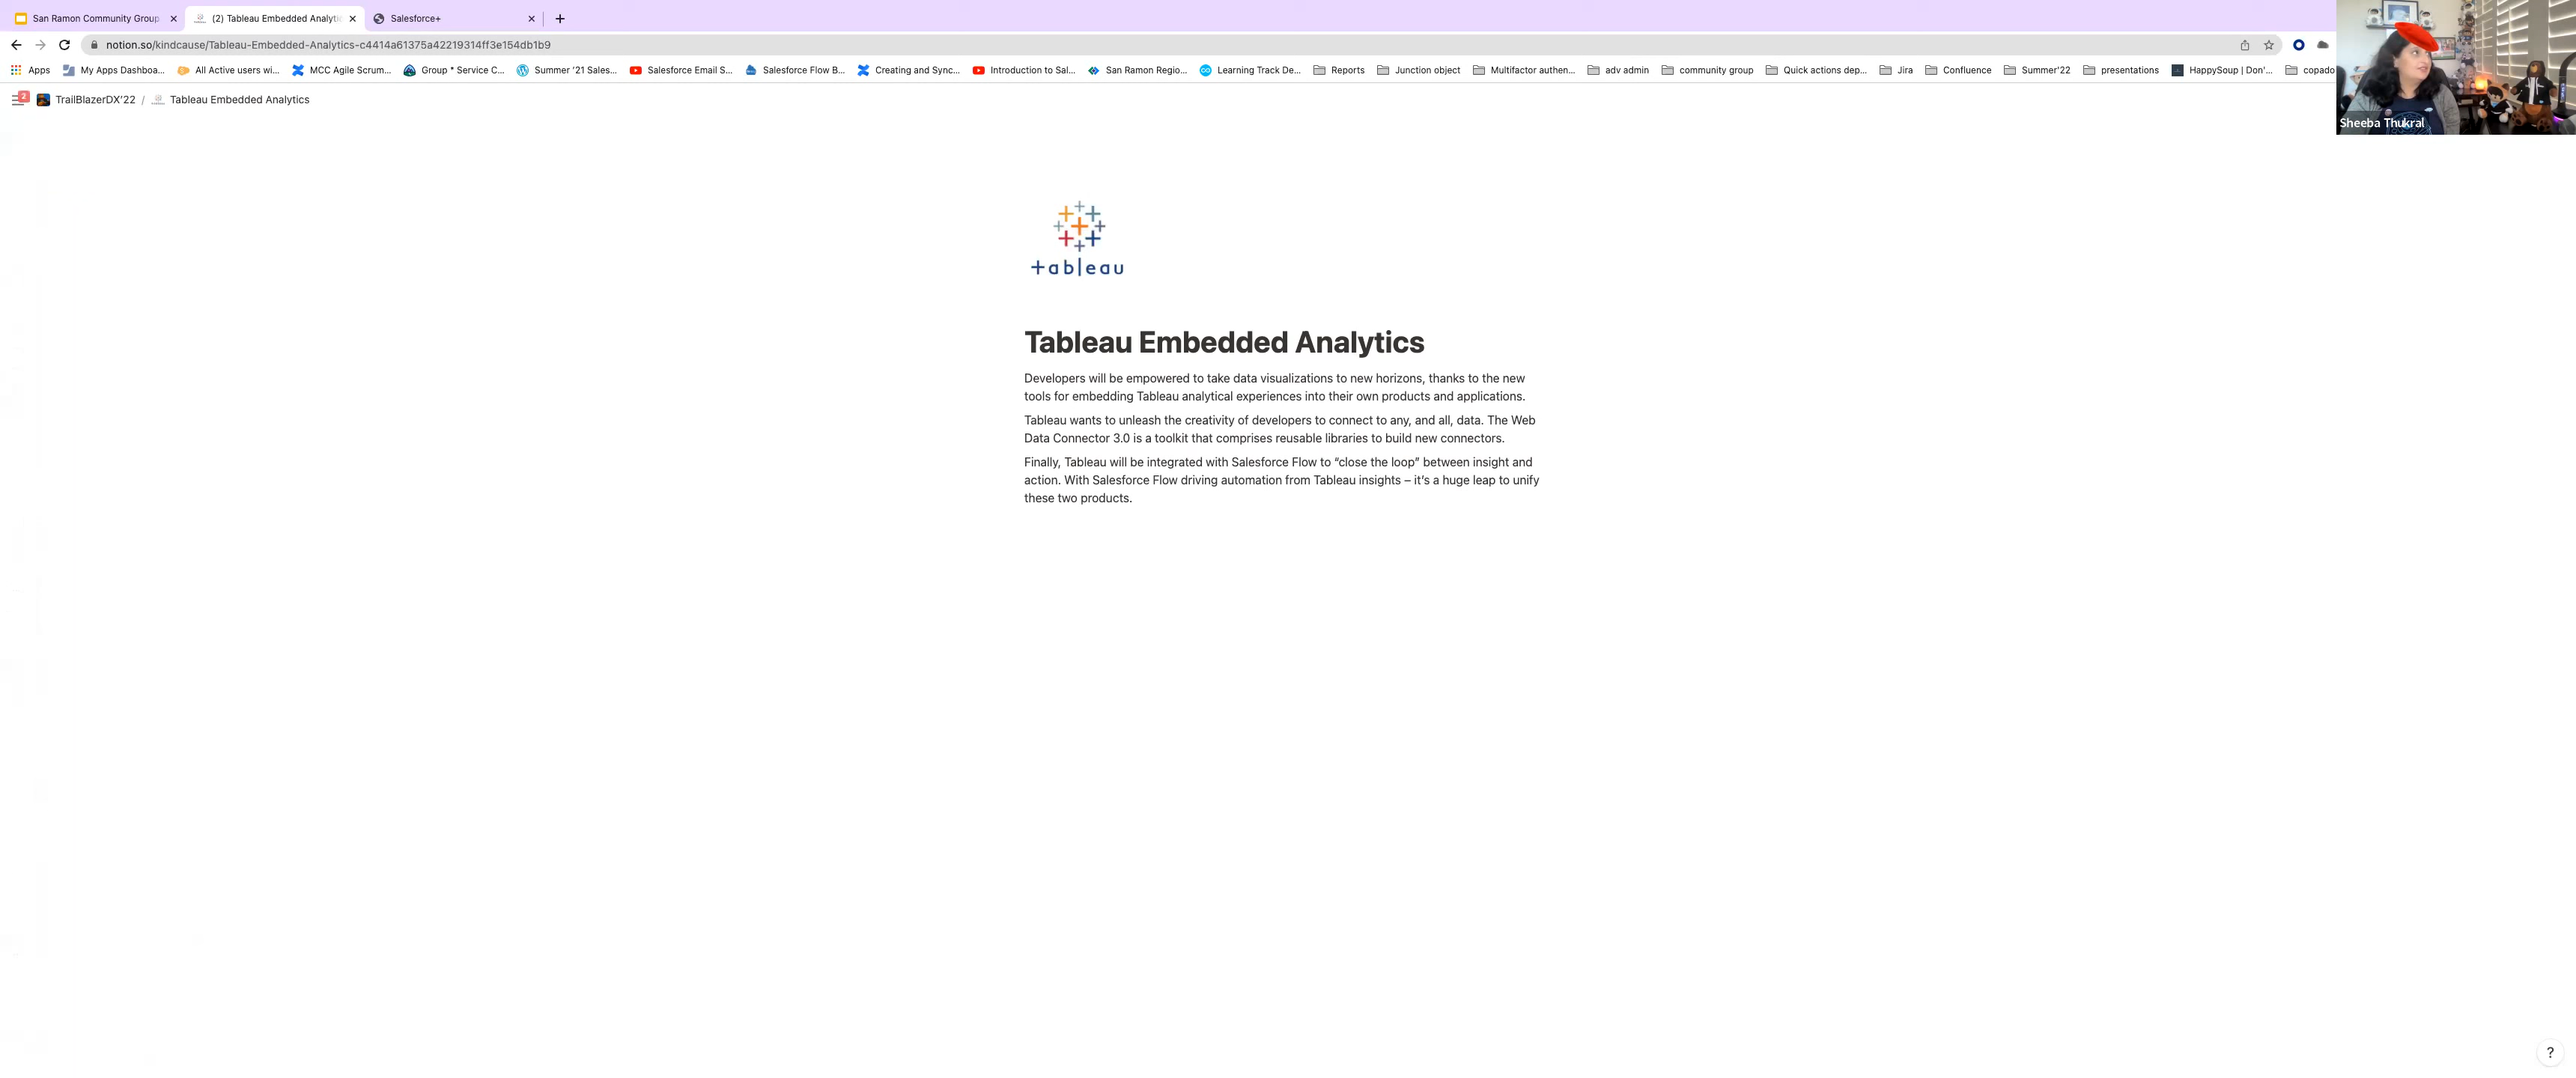 San Ramon Community Group
(2) Tableau Embedded Analytic
Salesforce+
notion.so/kindcause/Tableau-Embedded-Analytics-c4414a61375a42219314ff3e154db1b9
Apps My Apps Dashboa... All Active users wi... MCC Agile Scrum... Group * Service C... Summer '21 Sales... Salesforce Email S... Salesforce Flow B... Creating and Sync... Introduction to Sal... San Ramon Regio... Learning Track De... Reports Junction object Multifactor authen... adv admin community group Quick actions dep... Jira Confluence Summer'22 presentations HappySoup | Don'... copado
2 TrailBlazerDX'22 / Tableau Embedded Analytics
Sheeba Thukral
+ableau
Tableau Embedded Analytics
Developers will be empowered to take data visualizations to new horizons, thanks to the new
tools for embedding Tableau analytical experiences into their own products and applications.
Tableau wants to unleash the creativity of developers to connect to any, and all, data. The Web
Data Connector 3.0 is a toolkit that comprises reusable libraries to build new connectors.
Finally, Tableau will be integrated with Salesforce Flow to “close the loop” between insight and
action. With Salesforce Flow driving automation from Tableau insights – it’s a huge leap to unify
these two products.
?